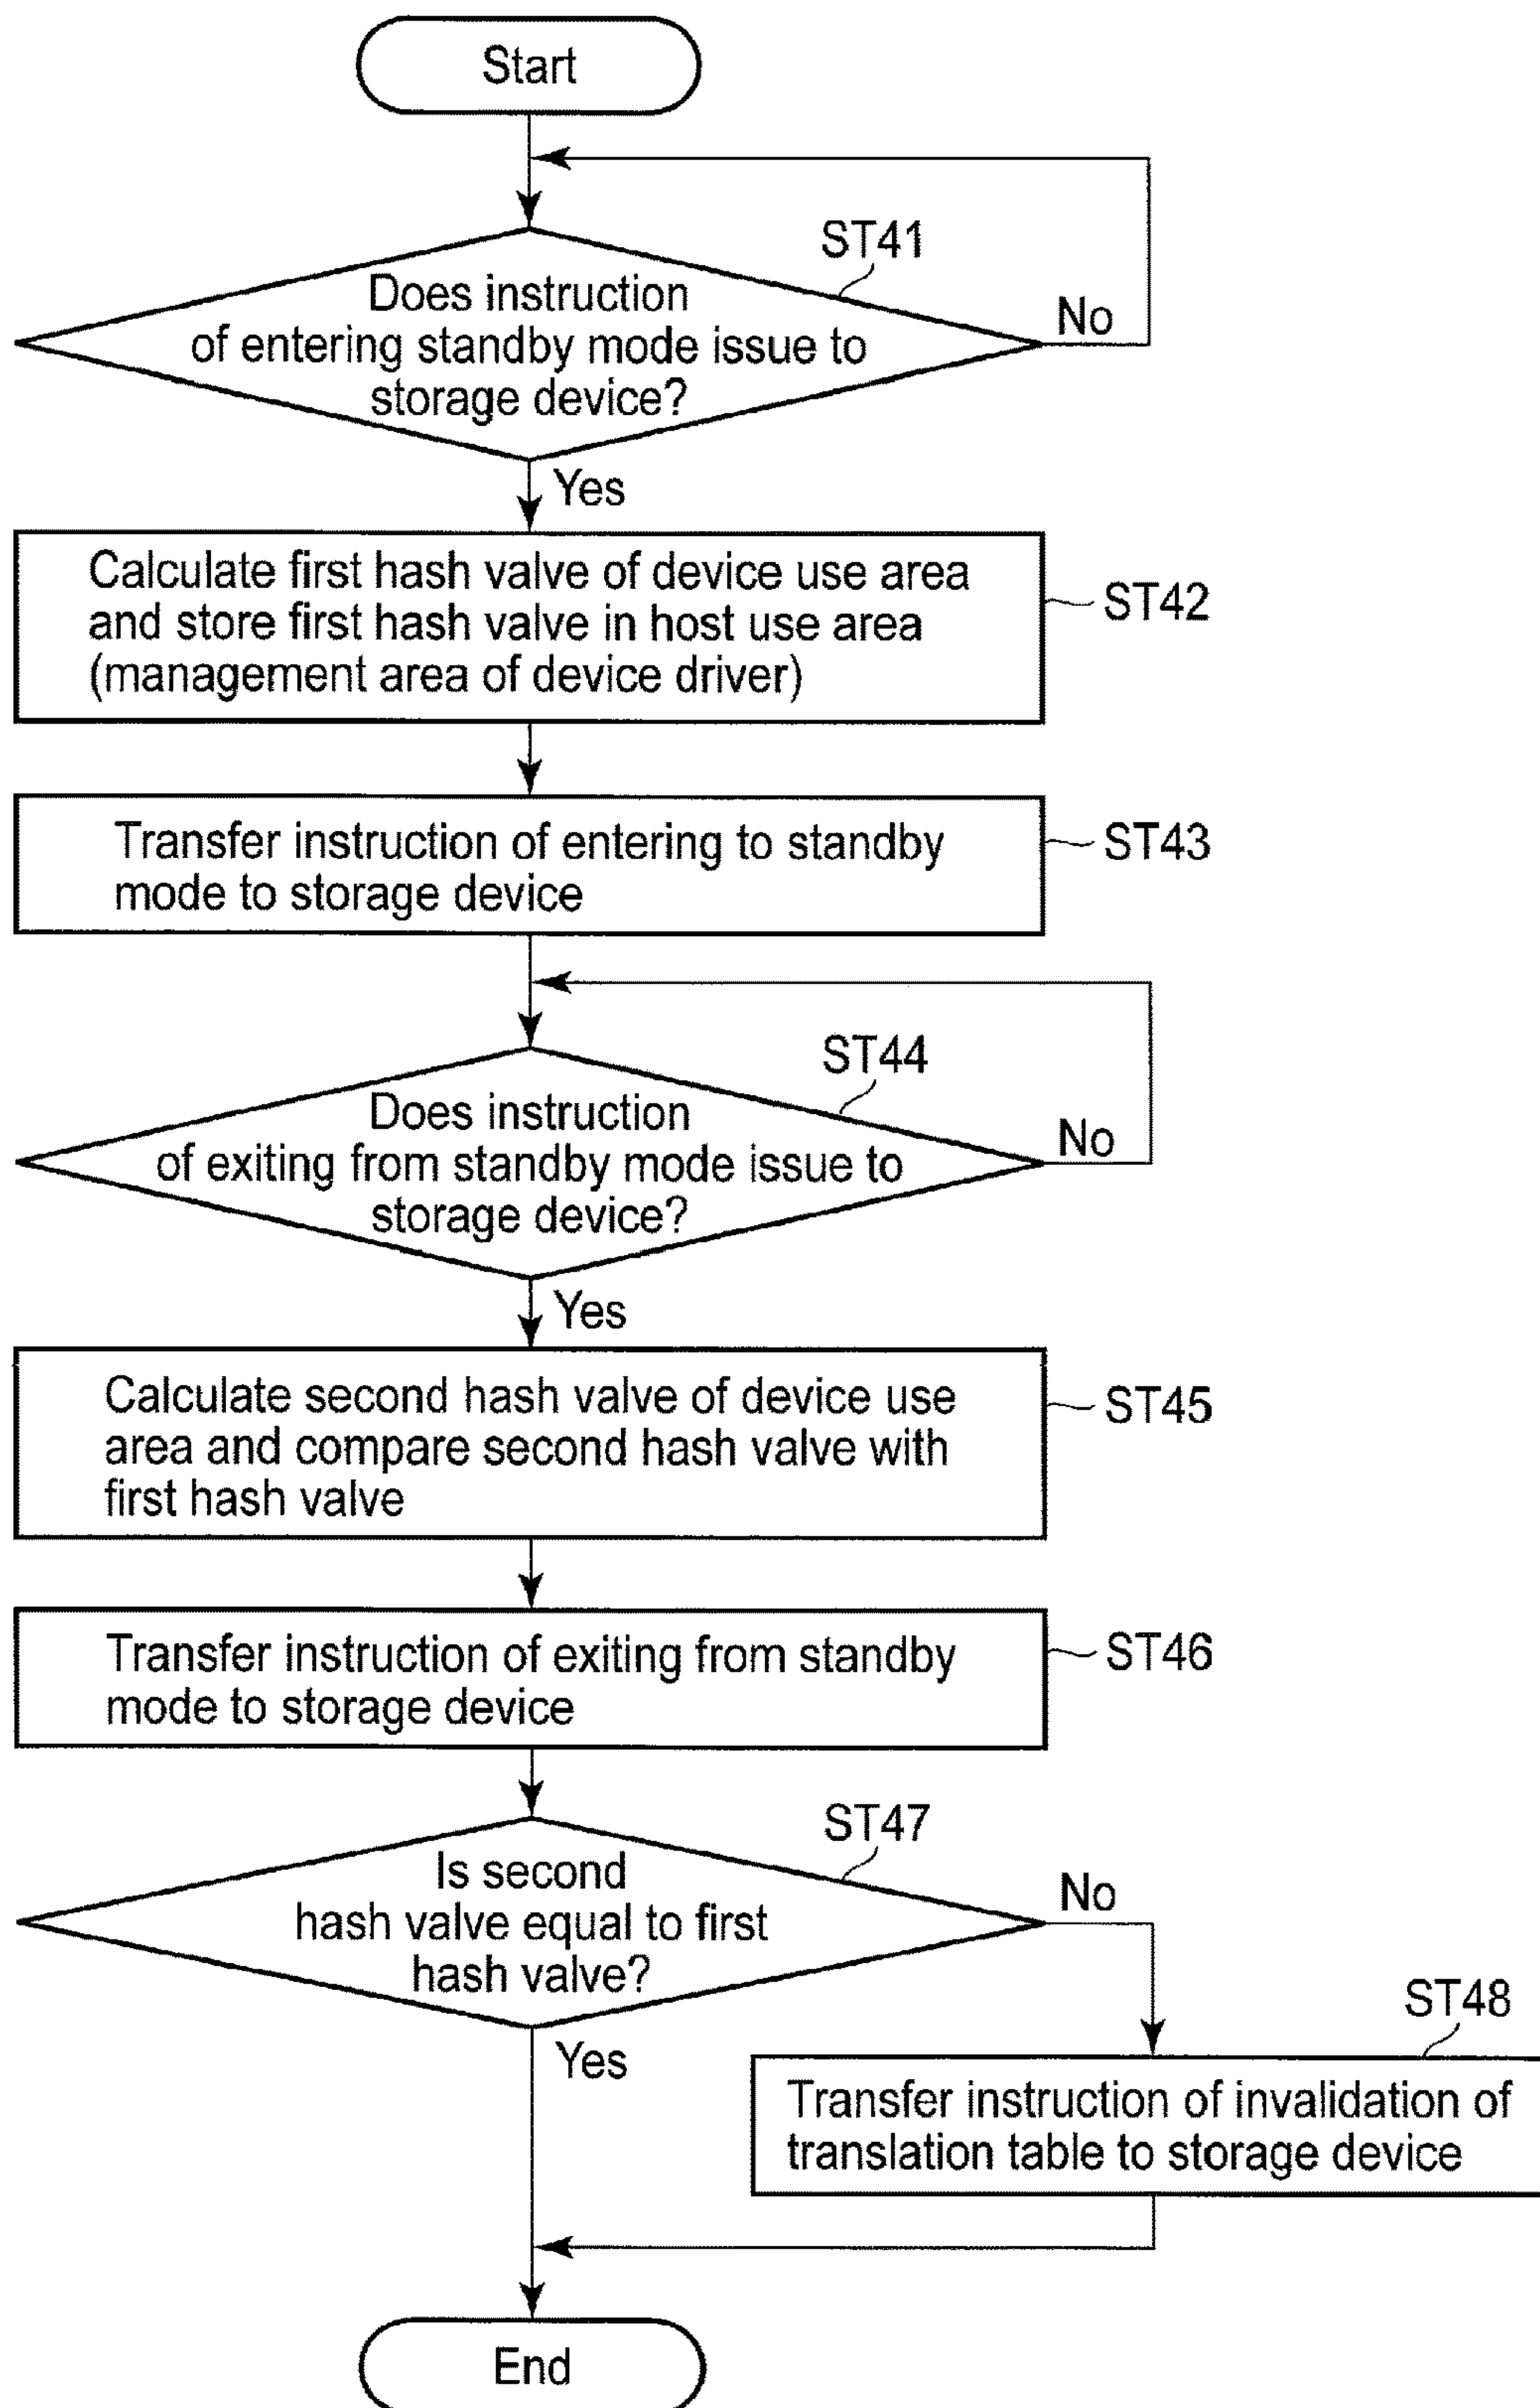 Start
ST41
Does instruction
of entering standby mode issue to
storage device?
No
Yes
Calculate first hash valve of device use area
and store first hash valve in host use area
(management area of device driver)
ST42
Transfer instruction of entering to standby
mode to storage device
ST43
ST44
Does instruction
of exiting from standby mode issue to
storage device?
No
Yes
Calculate second hash valve of device use
area and compare second hash valve with
first hash valve
ST45
Transfer instruction of exiting from standby
mode to storage device
ST46
ST47
Is second
hash valve equal to first
hash valve?
No
Yes
ST48
Transfer instruction of invalidation of
translation table to storage device
End